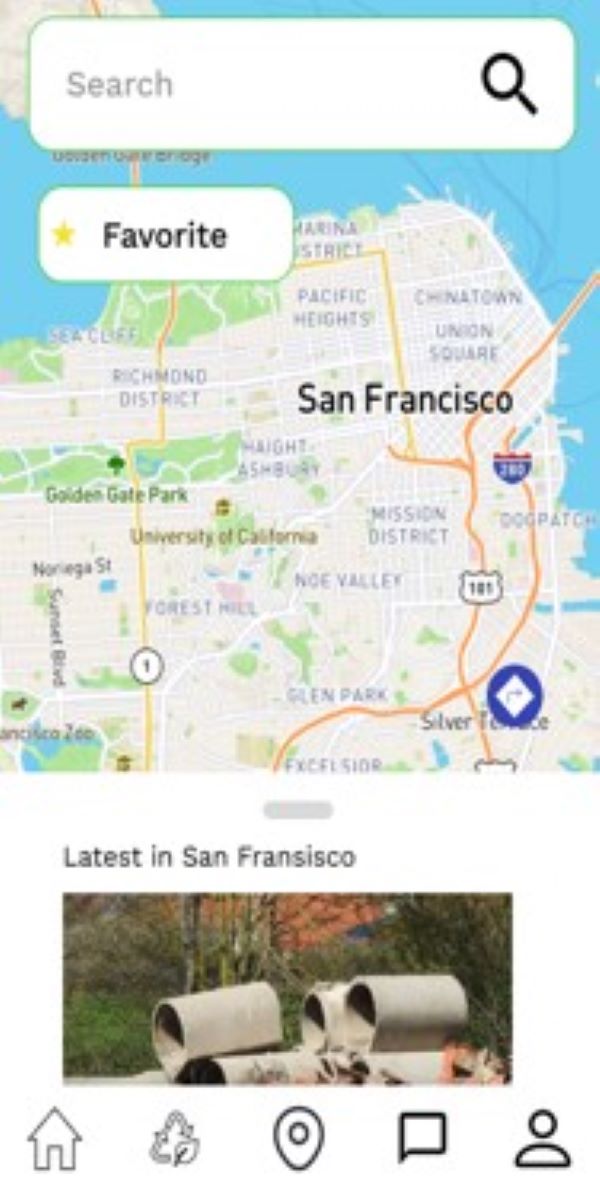 Search
Golden Gate Bridge
Favorite
MARINA
DISTRICT
PACIFIC
HEIGHTS
CHINATOWN
UNION
SQUARE
SEA CLIFF
RICHMOND
DISTRICT
San Francisco
HAIGHT-
ASHBURY
280
Golden Gate Park
MISSION
DISTRICT
DOGPATCH
University of California
Noriega St
NOE VALLEY
101
FOREST HILL
Sunset Blvd
1
GLEN PARK
Silver Te ce
ancisco Zoo
EXCELSIOR
Latest in San Fransisco